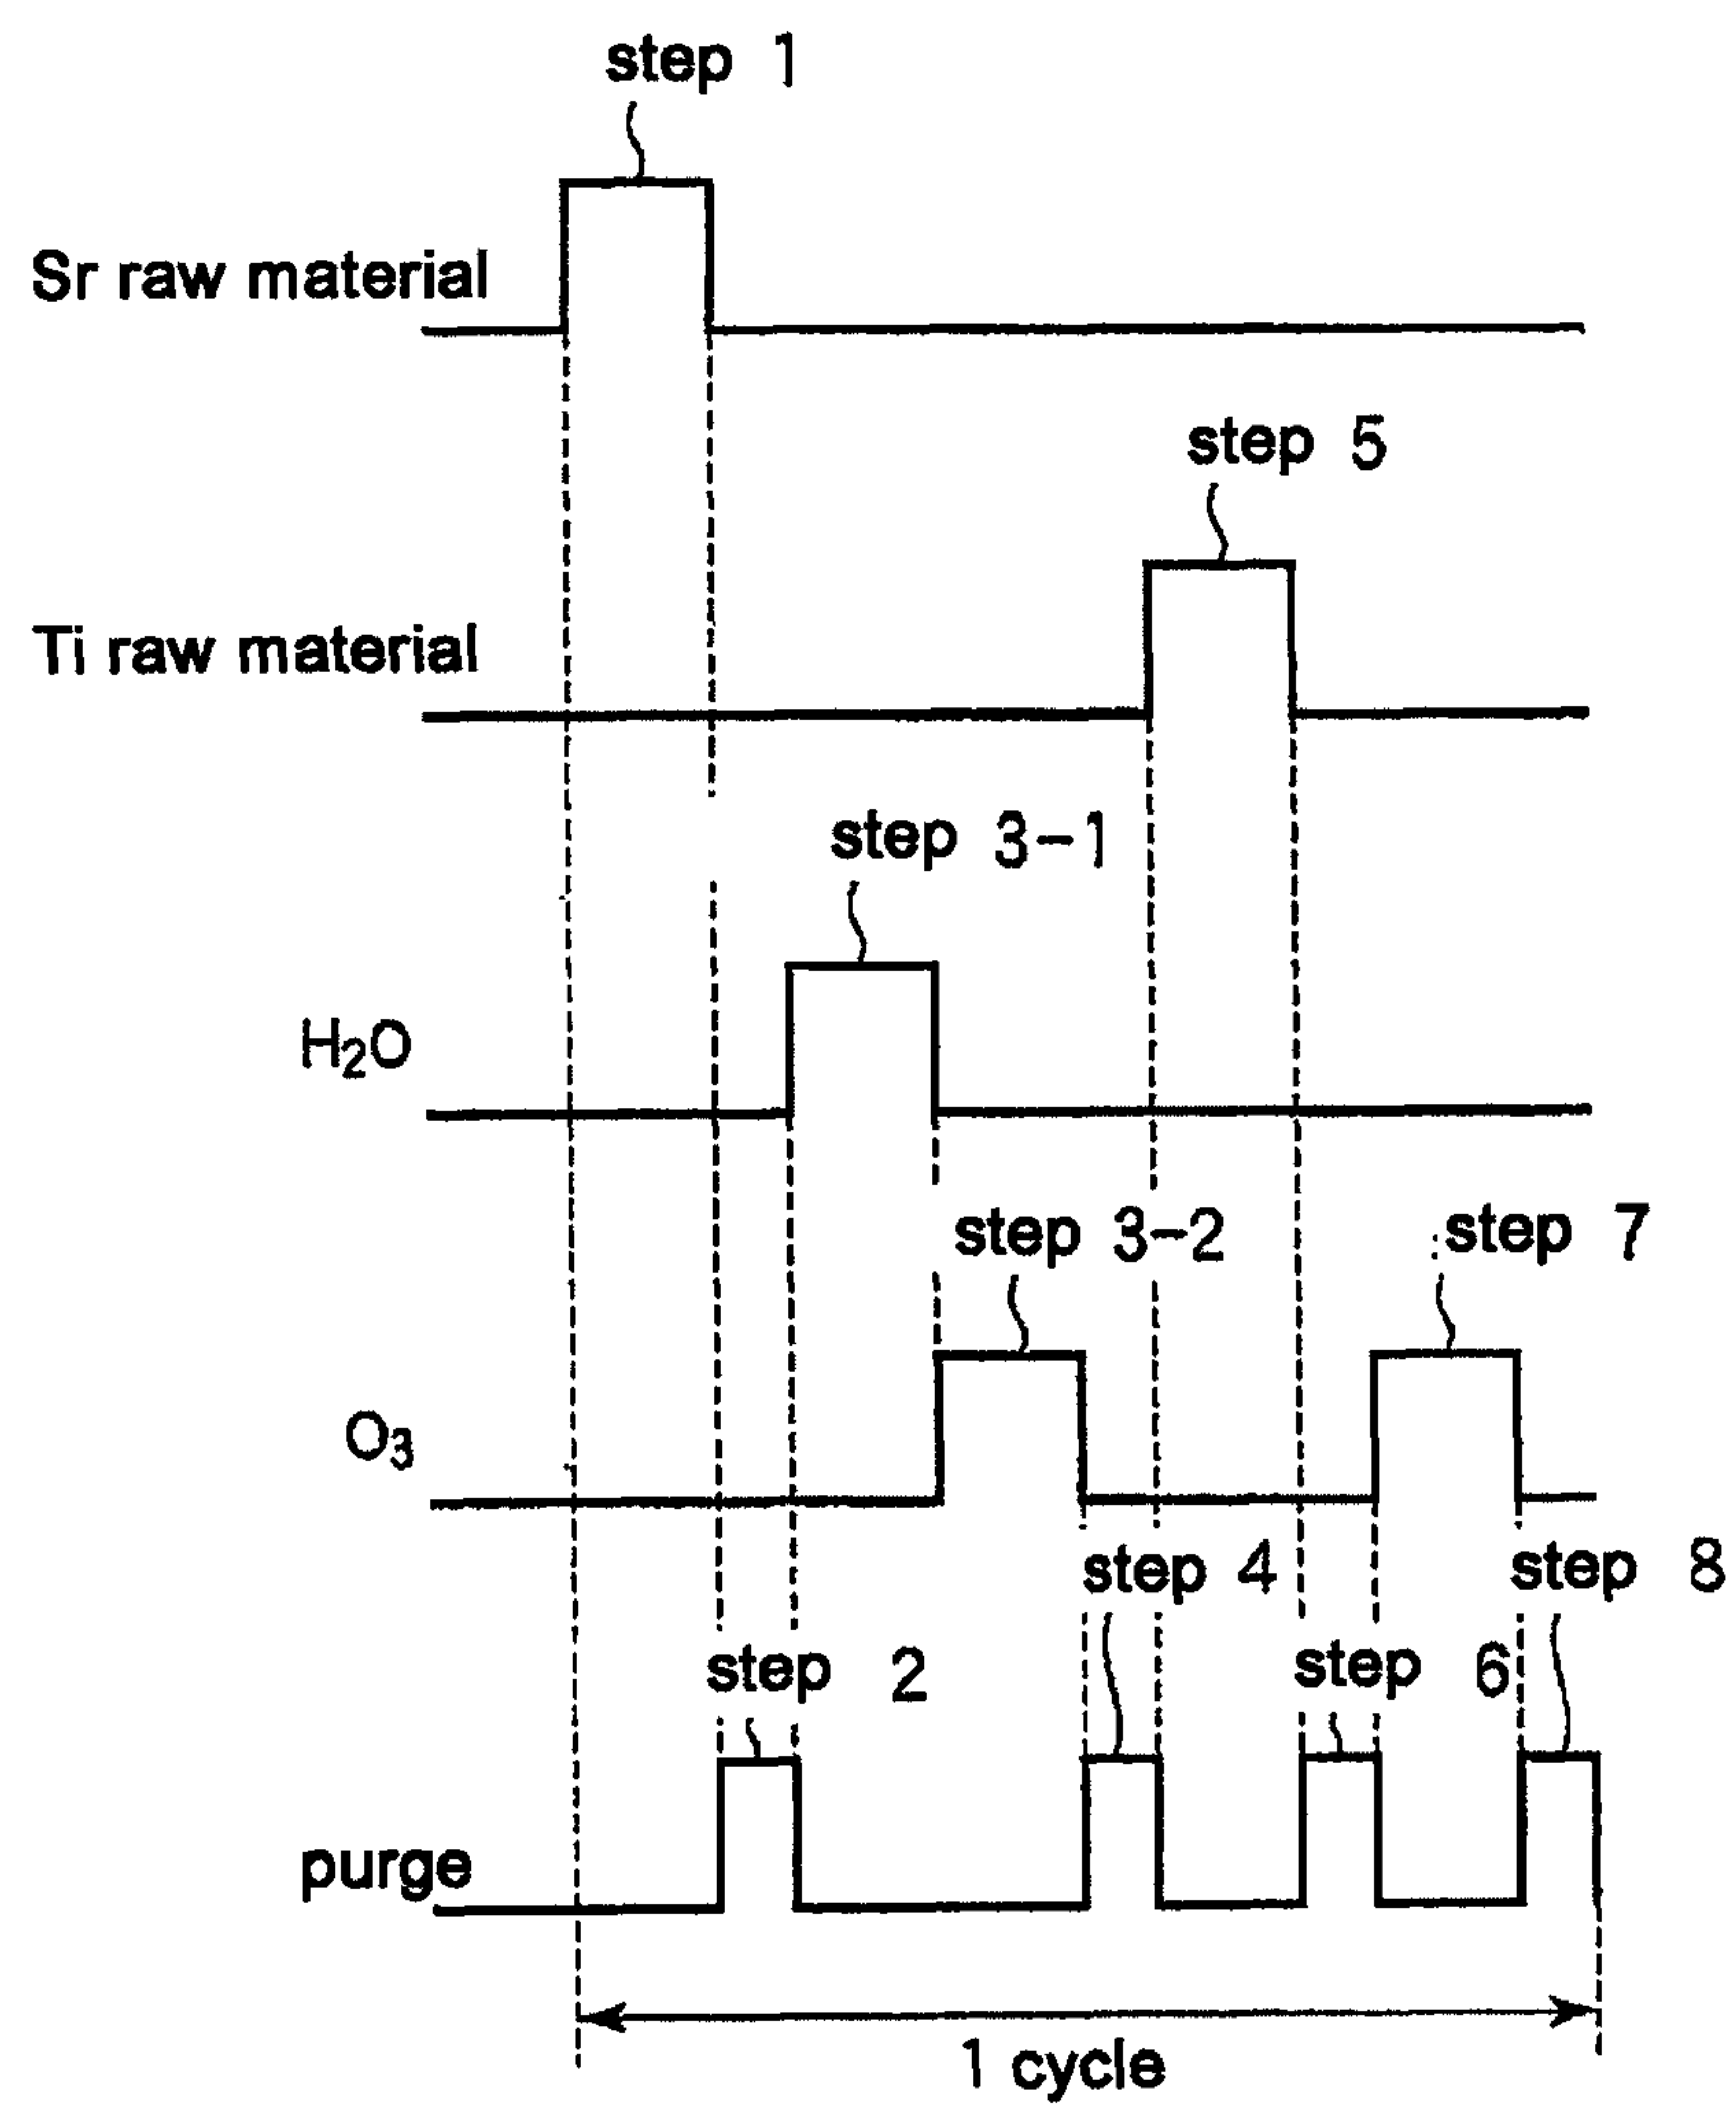 step 1
Sr raw material
step 5
Ti raw material
step 3-1
H₂O
step 3-2
step 7
O₃
step 4
step 8
step 2
step 6
purge
1 cycle